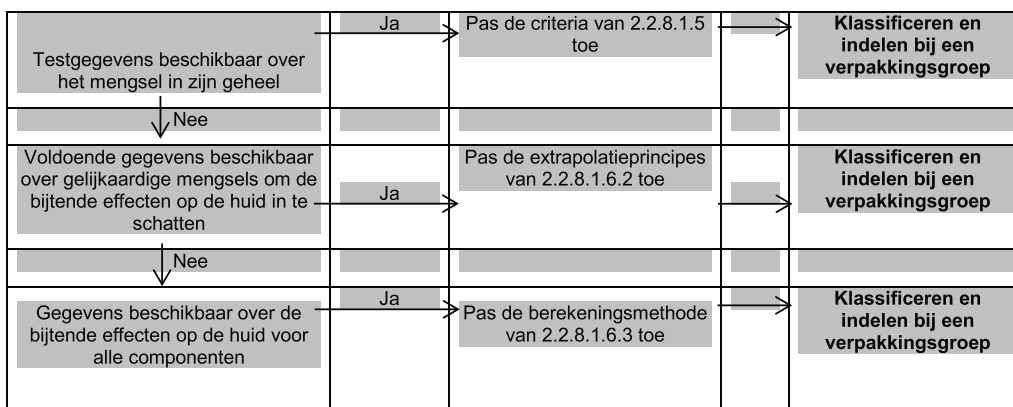 Testgegevens beschikbaar over
het mengsel in zijn geheel
Ja
Pas de criteria van 2.2.8.1.5
toe
Klassificeren en
indelen bij een
verpakkingsgroep
Nee
Voldoende gegevens beschikbaar
over gelijkaardige mengsels om de
bijtende effecten op de huid in te
schatten
Ja
Pas de extrapolatieprincipes
van 2.2.8.1.6.2 toe
Klassificeren en
indelen bij een
verpakkingsgroep
Nee
Gegevens beschikbaar over de
bijtende effecten op de huid voor
alle componenten
Ja
Pas de berekeningsmethode
van 2.2.8.1.6.3 toe
Klassificeren en
indelen bij een
verpakkingsgroep